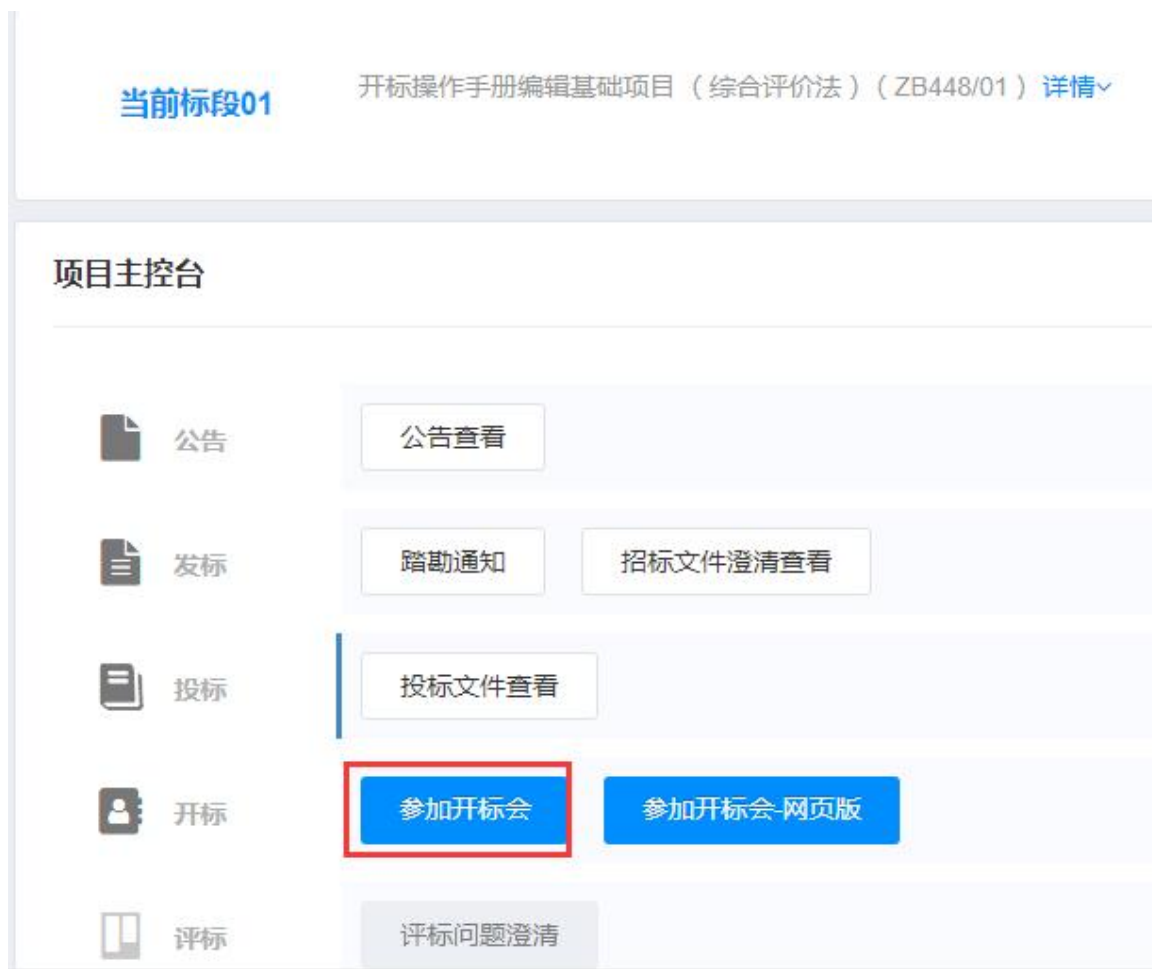 当前标段01 开标操作手册编辑基础项目（综合评价法）（ZB448/01）详情
项目主控台
公告 公告查看
发标 踏勘通知 招标文件澄清查看
投标 投标文件查看
开标 参加开标会 参加开标会-网页版
评标 评标问题澄清